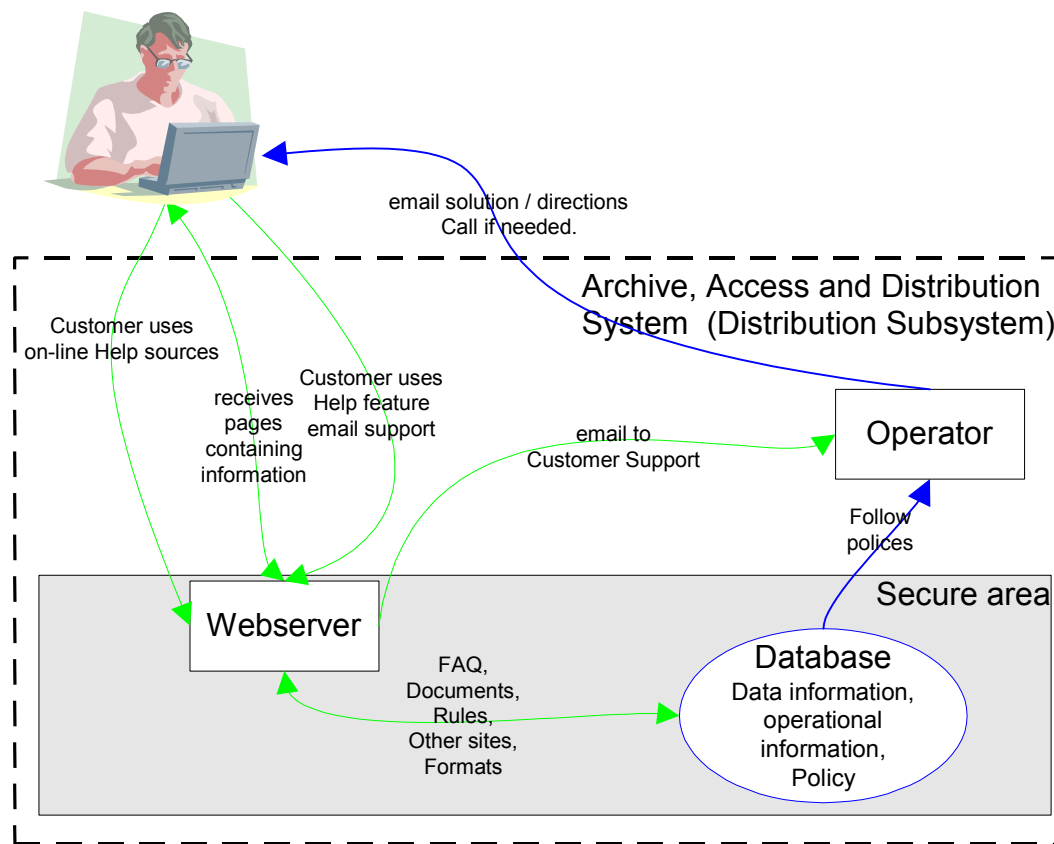 email solution / directions
Call if needed.
Archive, Access and Distribution
System (Distribution Subsystem)
Customer uses
on-line Help sources
receives
pages
containing
information
Customer uses
Help feature
email support
email to
Customer Support
Operator
Follow
polices
Secure area
Webserver
FAQ,
Documents,
Rules,
Other sites,
Formats
Database
Data information,
operational
information,
Policy